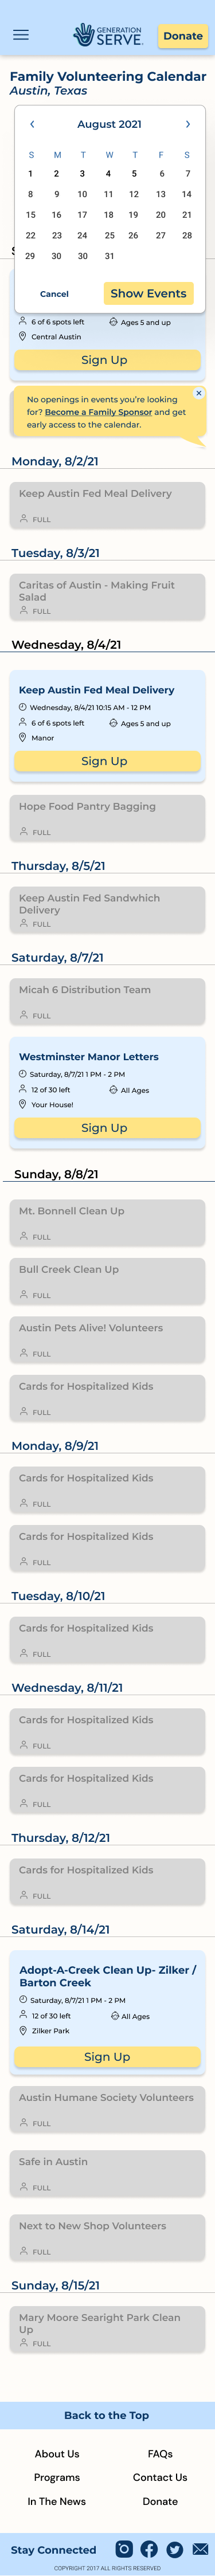 GENERATION
SERVE.
Donate
Family Volunteering Calendar
Austin, Texas
August 2021
S M T W T F S
1 2 3 4 5 6 7
8 9 10 11 12 13 14
15 16 17 18 19 20 21
22 23 24 25 26 27 28
29 30 30 31
Cancel
Show Events
S
6 of 6 spots left
Ages 5 and up
Central Austin
Sign Up
No openings in events you’re looking
for? Become a Family Sponsor and get
early access to the calendar.
Monday, 8/2/21
Keep Austin Fed Meal Delivery
FULL
Tuesday, 8/3/21
Caritas of Austin - Making Fruit
Salad
FULL
Wednesday, 8/4/21
Keep Austin Fed Meal Delivery
Wednesday, 8/4/21 10:15 AM - 12 PM
6 of 6 spots left
Ages 5 and up
Manor
Sign Up
Hope Food Pantry Bagging
FULL
Thursday, 8/5/21
Keep Austin Fed Sandwhich
Delivery
FULL
Saturday, 8/7/21
Micah 6 Distribution Team
FULL
Westminster Manor Letters
Saturday, 8/7/21 1 PM - 2 PM
12 of 30 left
All Ages
Your House!
Sign Up
Sunday, 8/8/21
Mt. Bonnell Clean Up
FULL
Bull Creek Clean Up
FULL
Austin Pets Alive! Volunteers
FULL
Cards for Hospitalized Kids
FULL
Monday, 8/9/21
Cards for Hospitalized Kids
FULL
Cards for Hospitalized Kids
FULL
Tuesday, 8/10/21
Cards for Hospitalized Kids
FULL
Wednesday, 8/11/21
Cards for Hospitalized Kids
FULL
Cards for Hospitalized Kids
FULL
Thursday, 8/12/21
Cards for Hospitalized Kids
FULL
Saturday, 8/14/21
Adopt-A-Creek Clean Up- Zilker /
Barton Creek
Saturday, 8/7/21 1 PM - 2 PM
12 of 30 left
All Ages
Zilker Park
Sign Up
Austin Humane Society Volunteers
FULL
Safe in Austin
FULL
Next to New Shop Volunteers
FULL
Sunday, 8/15/21
Mary Moore Searight Park Clean
Up
FULL
Back to the Top
About Us
FAQs
Programs
Contact Us
In The News
Donate
Stay Connected
COPYRIGHT 2017 ALL RIGHTS RESERVED